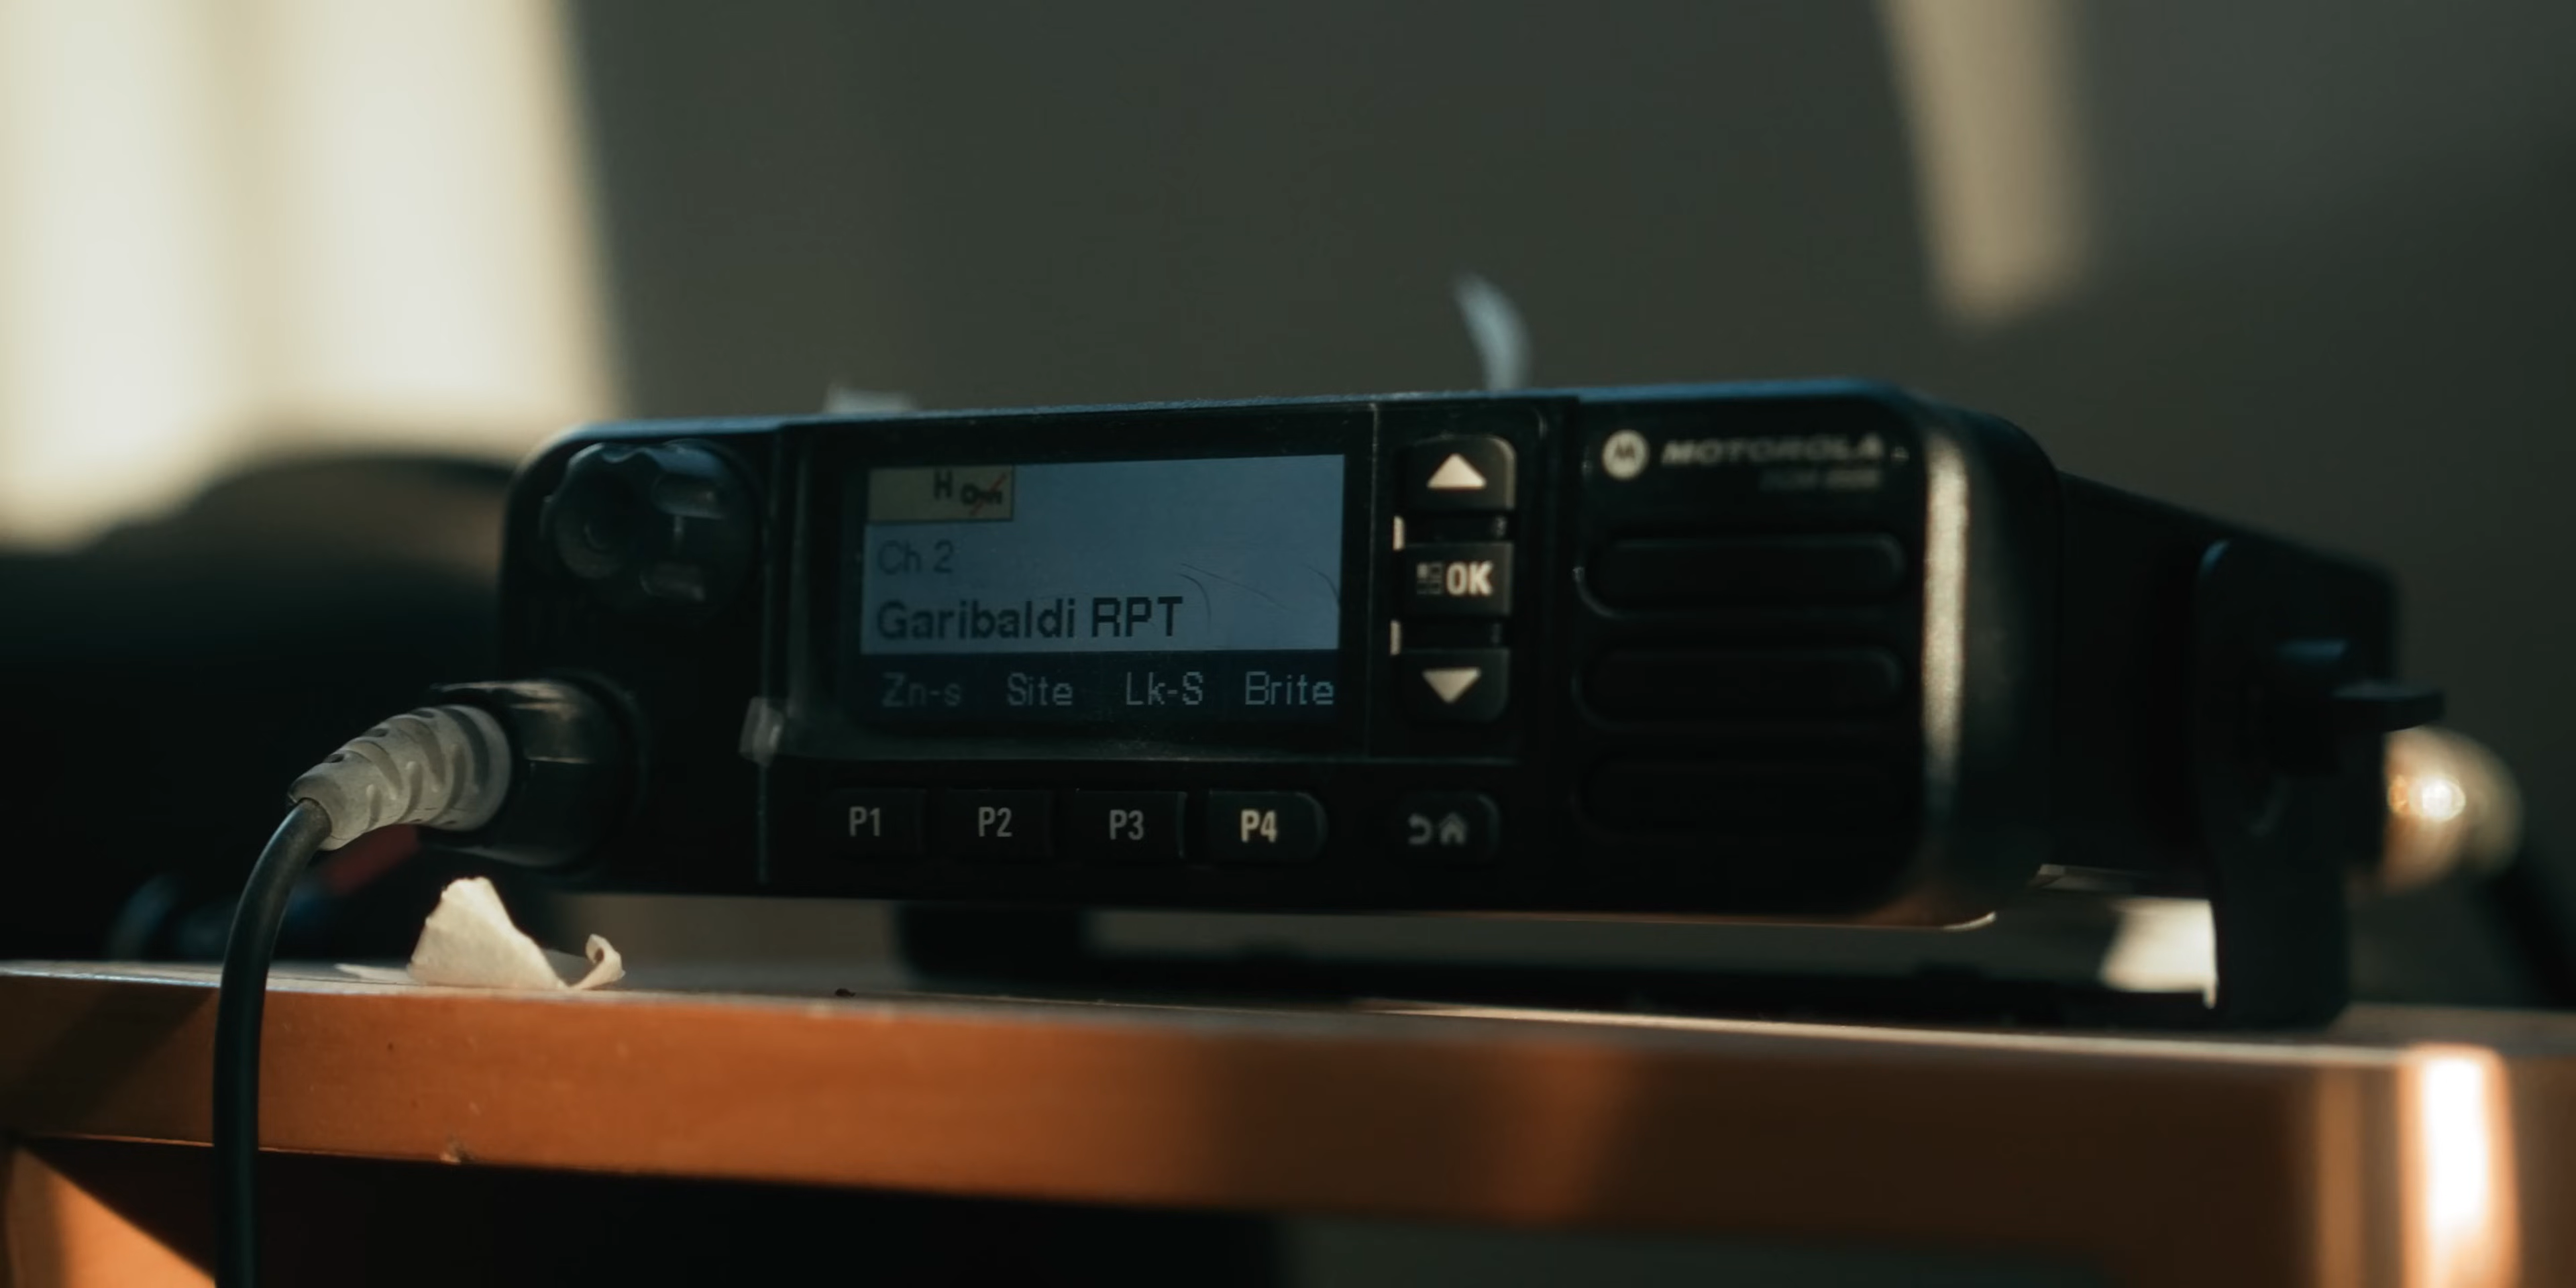 MOTOROLA
H
Ch 2
Garibaldi RPT
Zn-s Site Lk-S Brite
OK
P1 P2 P3 P4